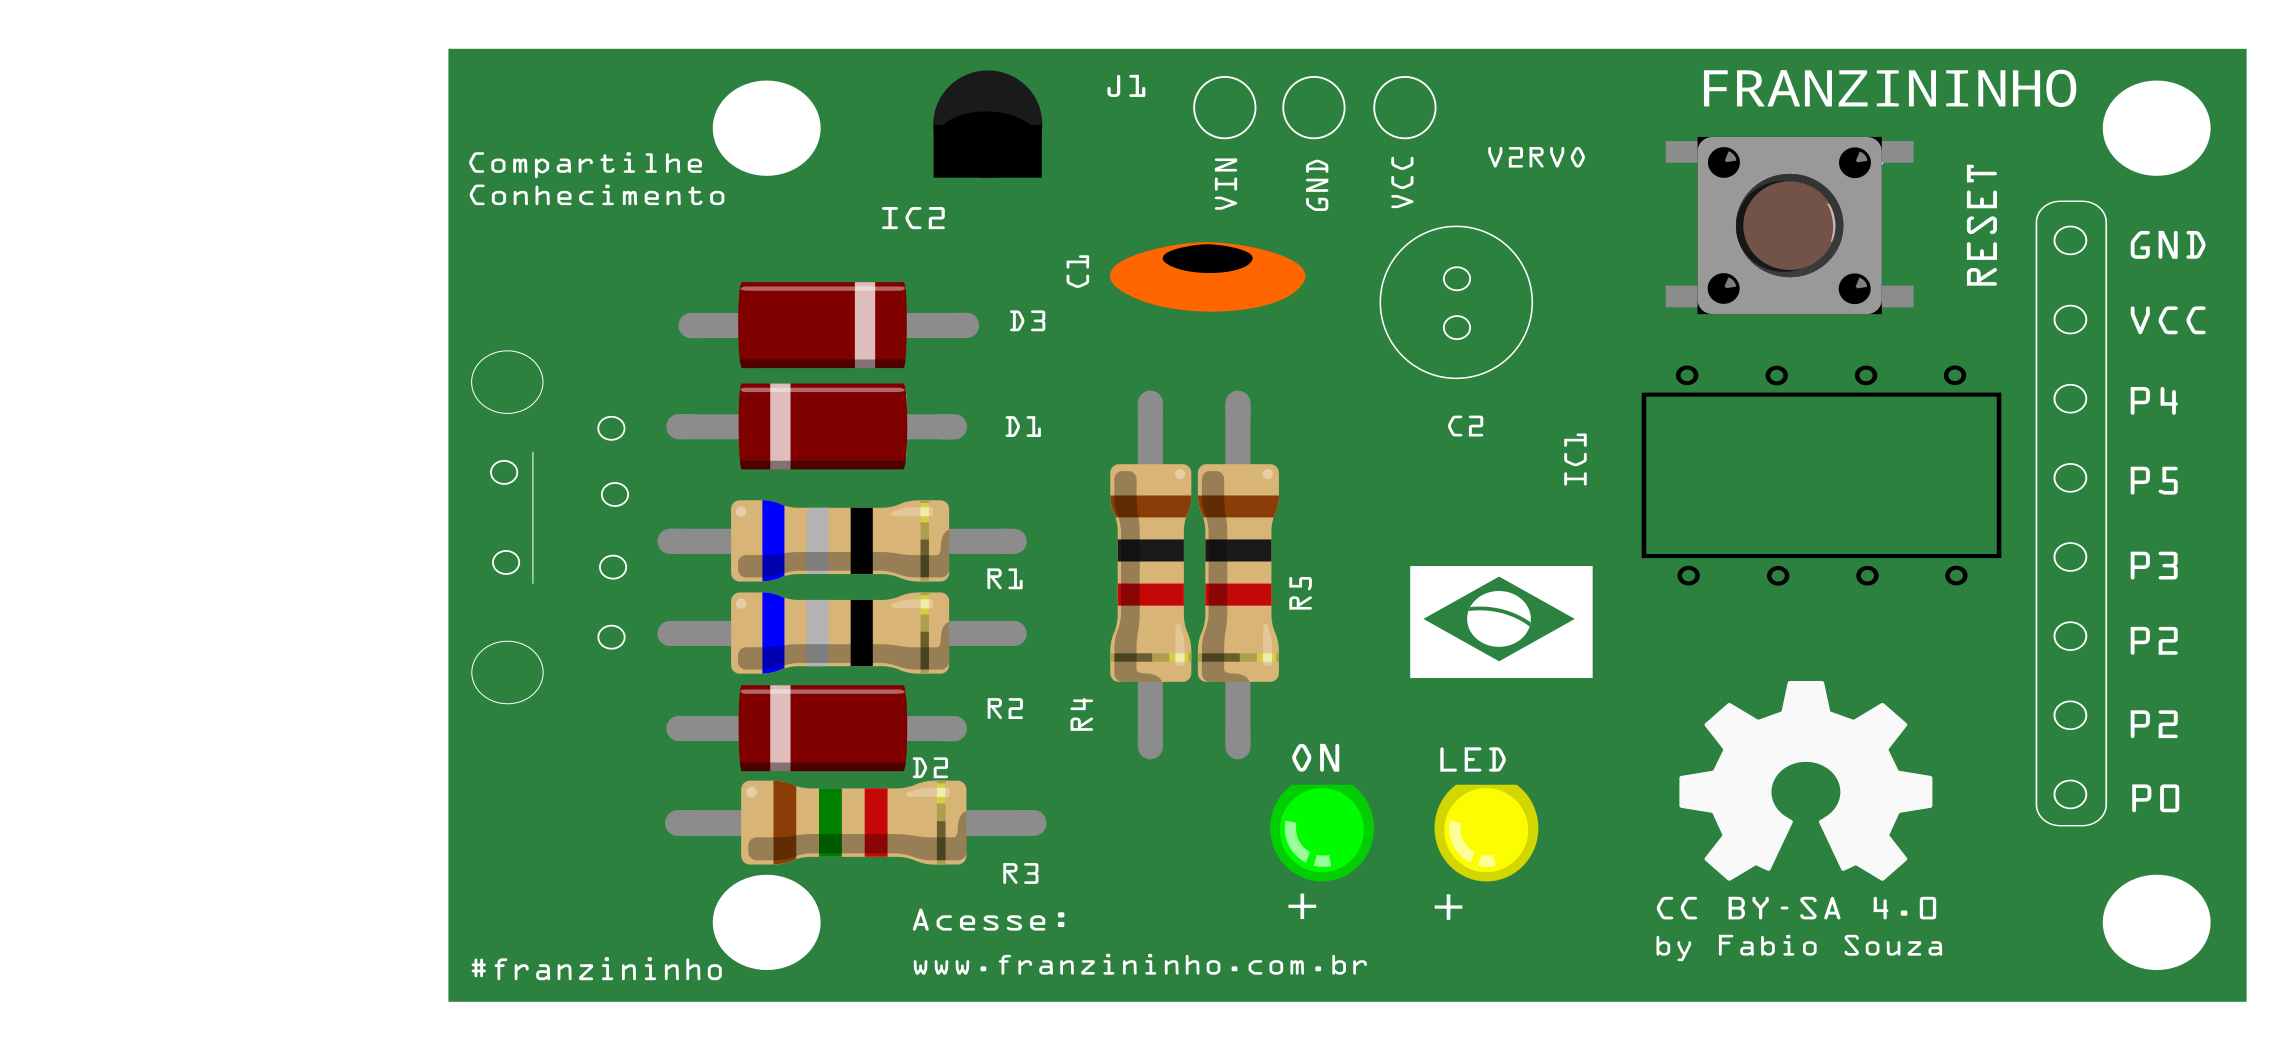 FRANZININHO
J1
Compartilhe
Conhecimento
V2RV0
VIN
GND
VCC
IC2
RESET
GND
C1
D3
VCC
D1
C2
P4
IC1
P5
R1
R5
P3
P2
R2
R4
P2
ON
LED
D2
P0
R3
Acesse:
CC BY-SA 4.0
by Fabio Souza
#franzininho
www.franzininho.com.br
+
+